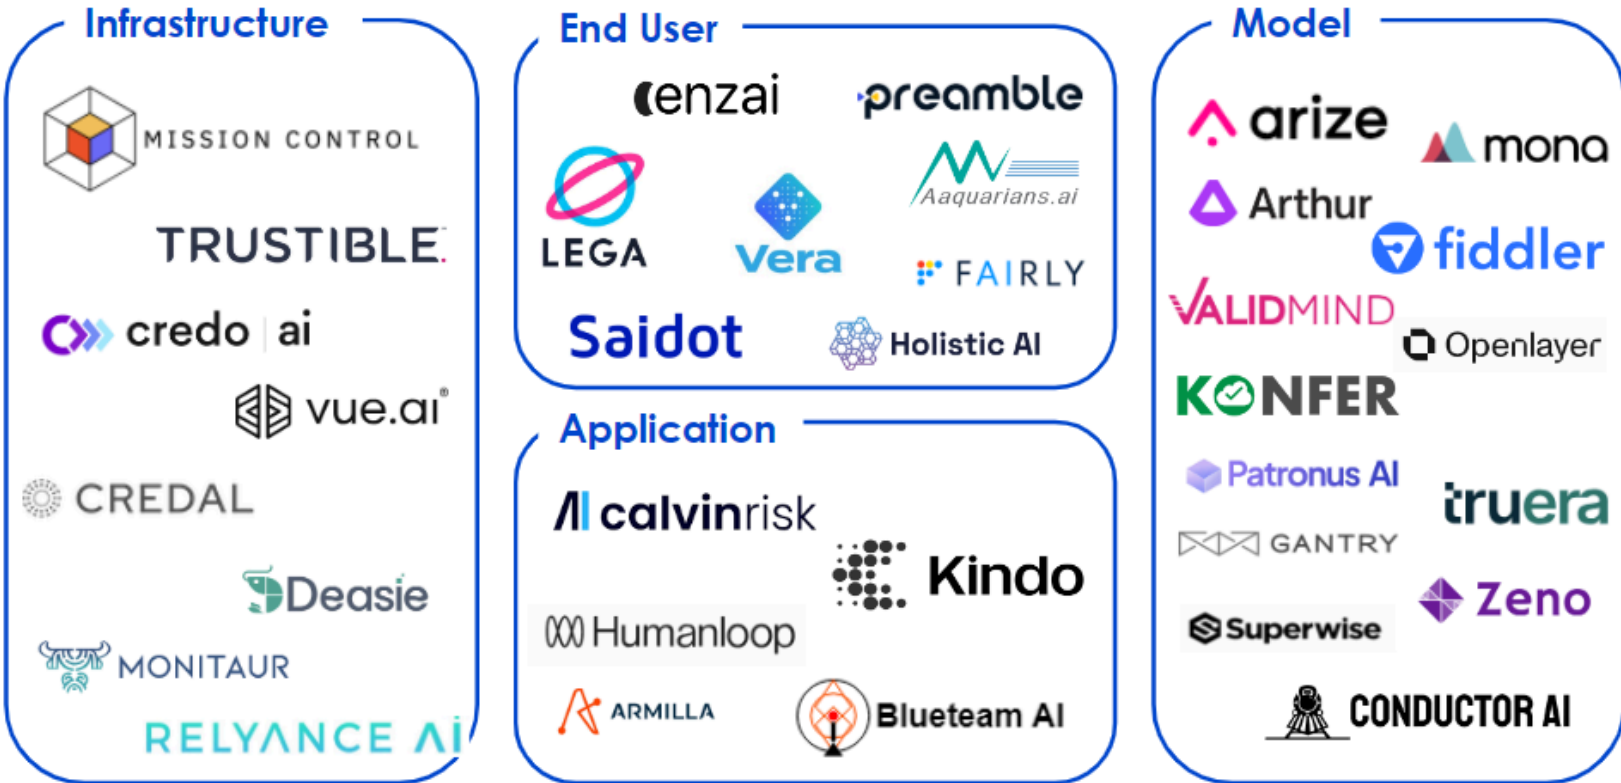 Infrastructure
MISSION CONTROL
TRUSTIBLE
credo | ai
vue.ai®
CREDAL
Deasie
MONITAUR
RELYANCE Ai
End User
enzai
preamble
LEGA
Vera
Aaquarians.ai
FAIRLY
Saidot
Holistic AI
Application
calvinrisk
Kindo
Humanloop
ARMILLA
Blueteam AI
Model
arize
mona
Arthur
fiddler
VALIDMIND
Openlayer
KONFER
Patronus AI
truera
GANTRY
Zeno
Superwise
CONDUCTOR AI